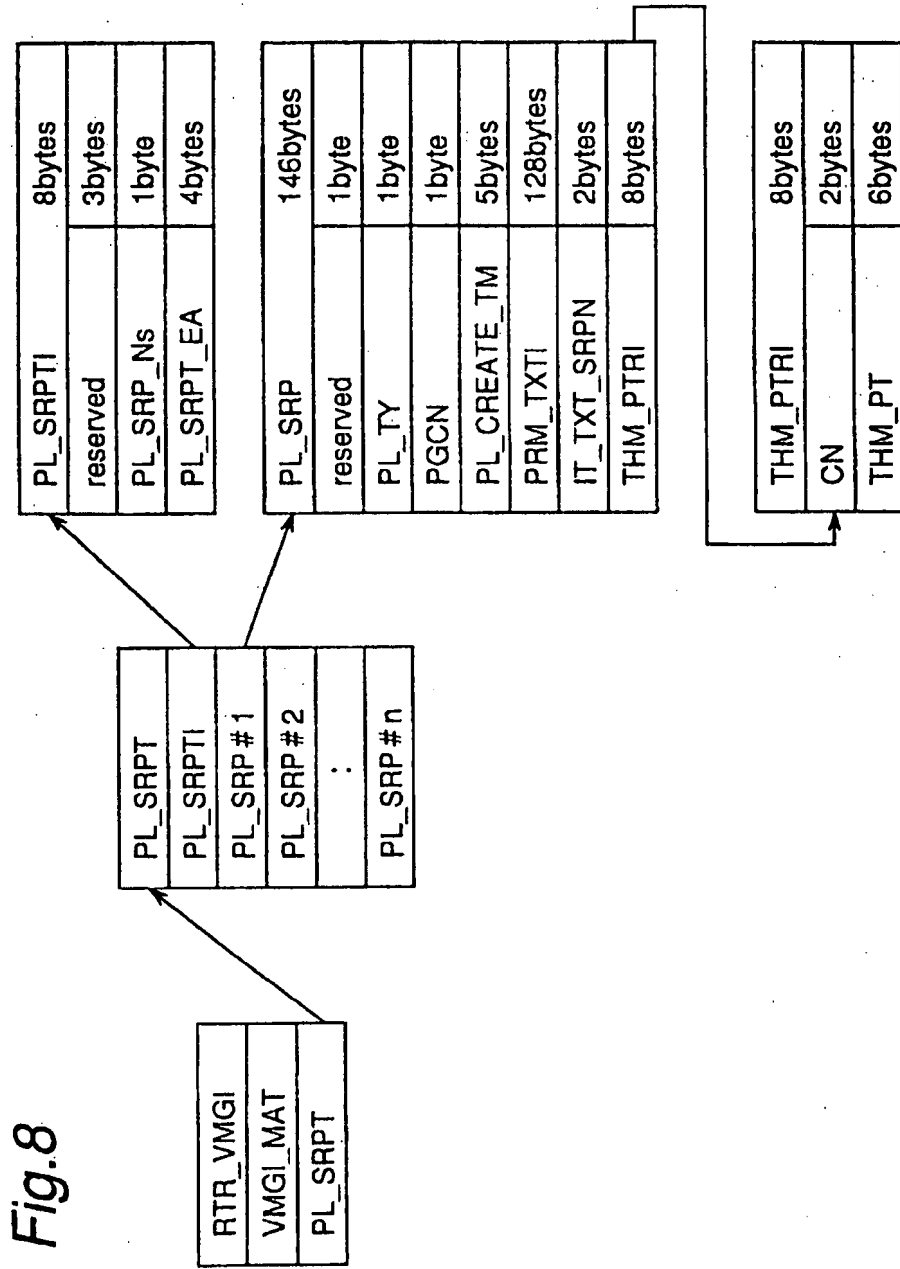 Fig.8
RTR_VMGI
VMGI_MAT
PL_SRPT
PL_SRPT
PL_SRPTI
PL_SRP#1
PL_SRP#2
:
PL_SRP#n
PL_SRPTI 8bytes
reserved 3bytes
PL_SRP_Ns 1byte
PL_SRPT_EA 4bytes
PL_SRP 146bytes
reserved 1byte
PL_TY 1byte
PGCN 1byte
PL_CREATE_TM 5bytes
PRM_TXTI 128bytes
IT_TXT_SRPN 2bytes
THM_PTRI 8bytes
THM_PTRI 8bytes
CN 2bytes
THM_PT 6bytes